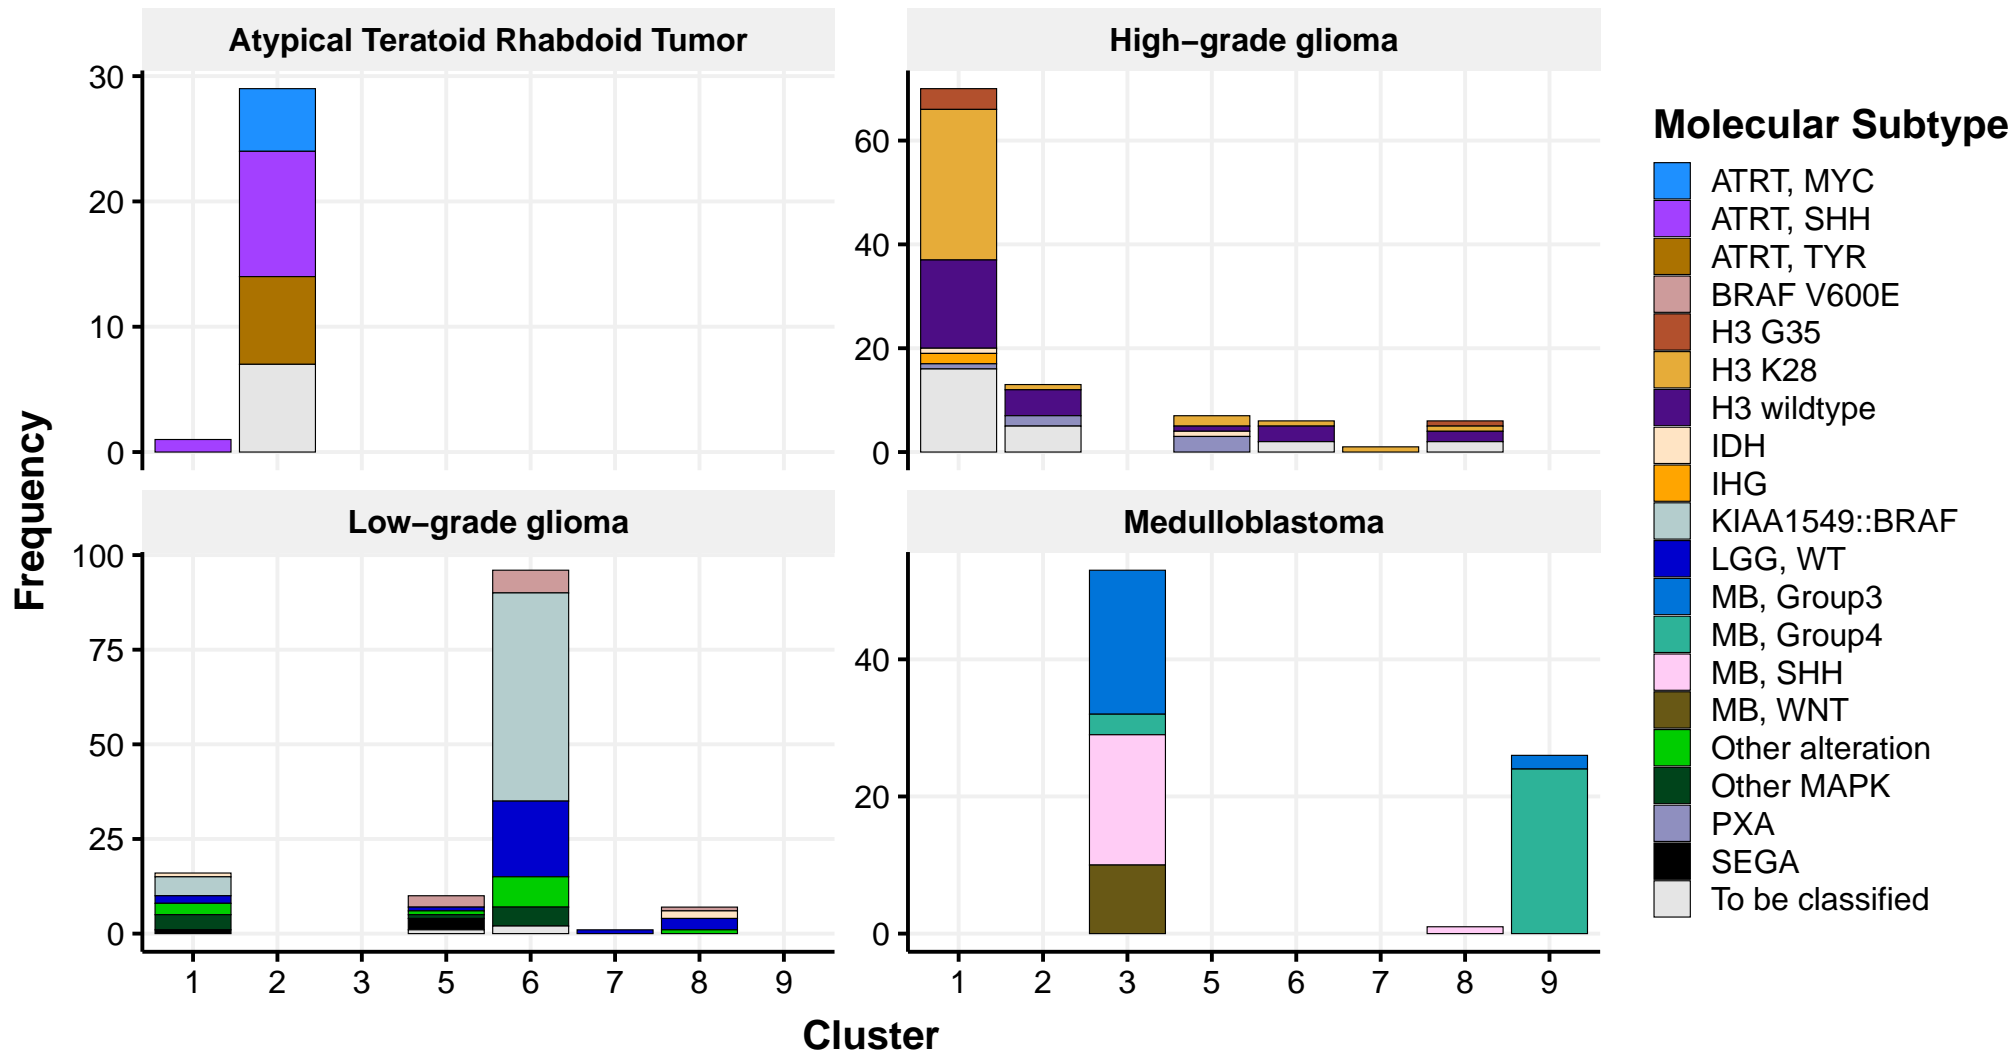 Atypical Teratoid Rhabdoid Tumor
High−grade glioma
30
20
10
0
60
40
20
0
Low−grade glioma
Medulloblastoma
100
75
50
25
0
40
20
0
1 2 3 5 6 7 8 9
1 2 3 5 6 7 8 9
Frequency
Cluster
Molecular Subtype
ATRT, MYC
ATRT, SHH
ATRT, TYR
BRAF V600E
H3 G35
H3 K28
H3 wildtype
IDH
IHG
KIAA1549::BRAF
LGG, WT
MB, Group3
MB, Group4
MB, SHH
MB, WNT
Other alteration
Other MAPK
PXA
SEGA
To be classified